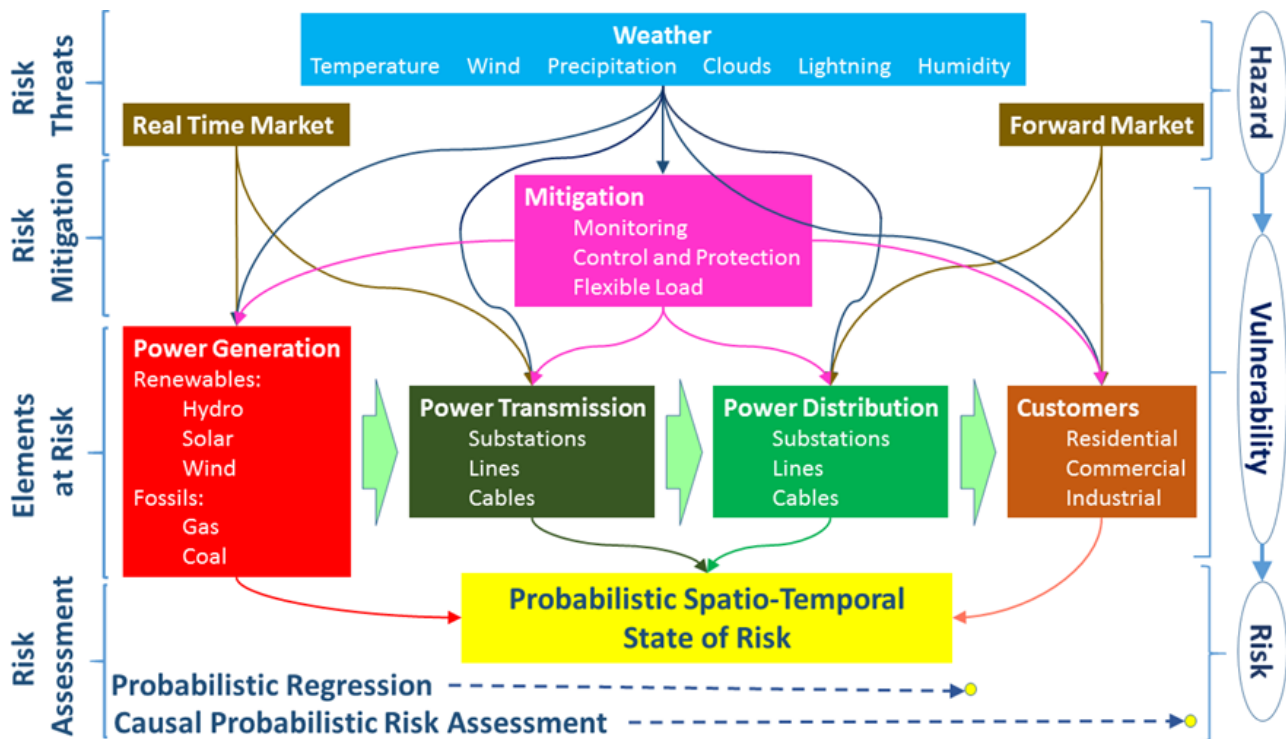 Risk
Threats
Weather
Temperature Wind Precipitation Clouds Lightning Humidity
Real Time Market
Forward Market
Hazard
Risk
Mitigation
Mitigation
Monitoring
Control and Protection
Flexible Load
Vulnerability
Elements
at Risk
Power Generation
Renewables:
Hydro
Solar
Wind
Fossils:
Gas
Coal
Power Transmission
Substations
Lines
Cables
Power Distribution
Substations
Lines
Cables
Customers
Residential
Commercial
Industrial
Risk
Assessment
Probabilistic Spatio-Temporal
State of Risk
Risk
Probabilistic Regression
Causal Probabilistic Risk Assessment